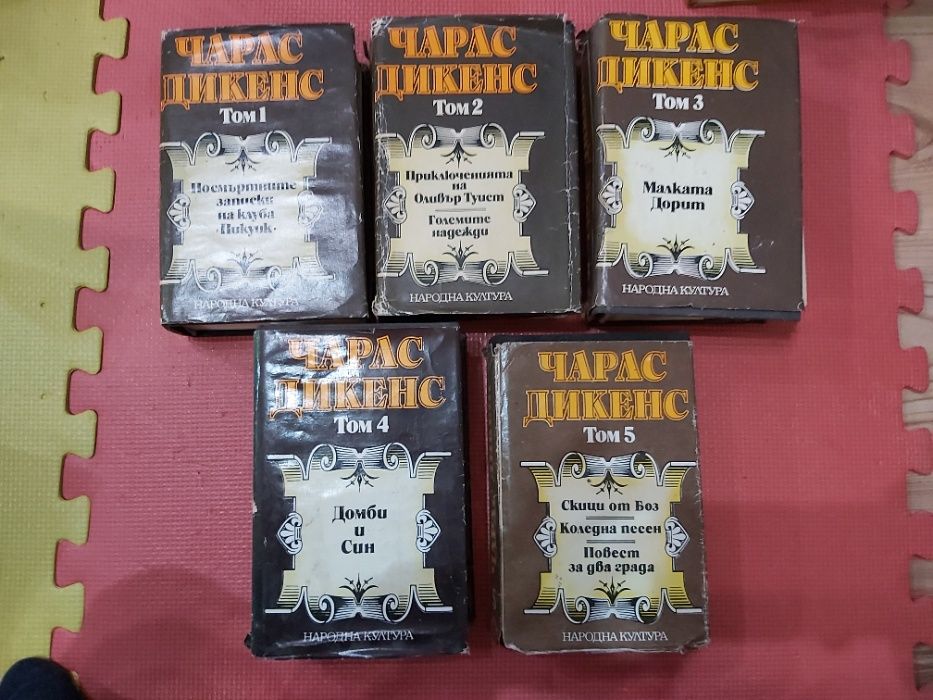 ЧАРЛС
ДИКЕНС
Том 1
Посмъртните
записки
на клуба
"Пикуик"
НАРОДНА КУЛТУРА
ЧАРЛС
ДИКЕНС
Том 2
Приключенията
на
Оливър Туист
Големите
надежди
НАРОДНА КУЛТУРА
ЧАРЛС
ДИКЕНС
Том 3
Малката
Дорит
НАРОДНА КУЛТУРА
ЧАРЛС
ДИКЕНС
Том 4
Домби
и
Син
НАРОДНА КУЛТУРА
ЧАРЛС
ДИКЕНС
Том 5
Скици от Боз
Коледна песен
Повест
за два града
НАРОДНА КУЛТУРА